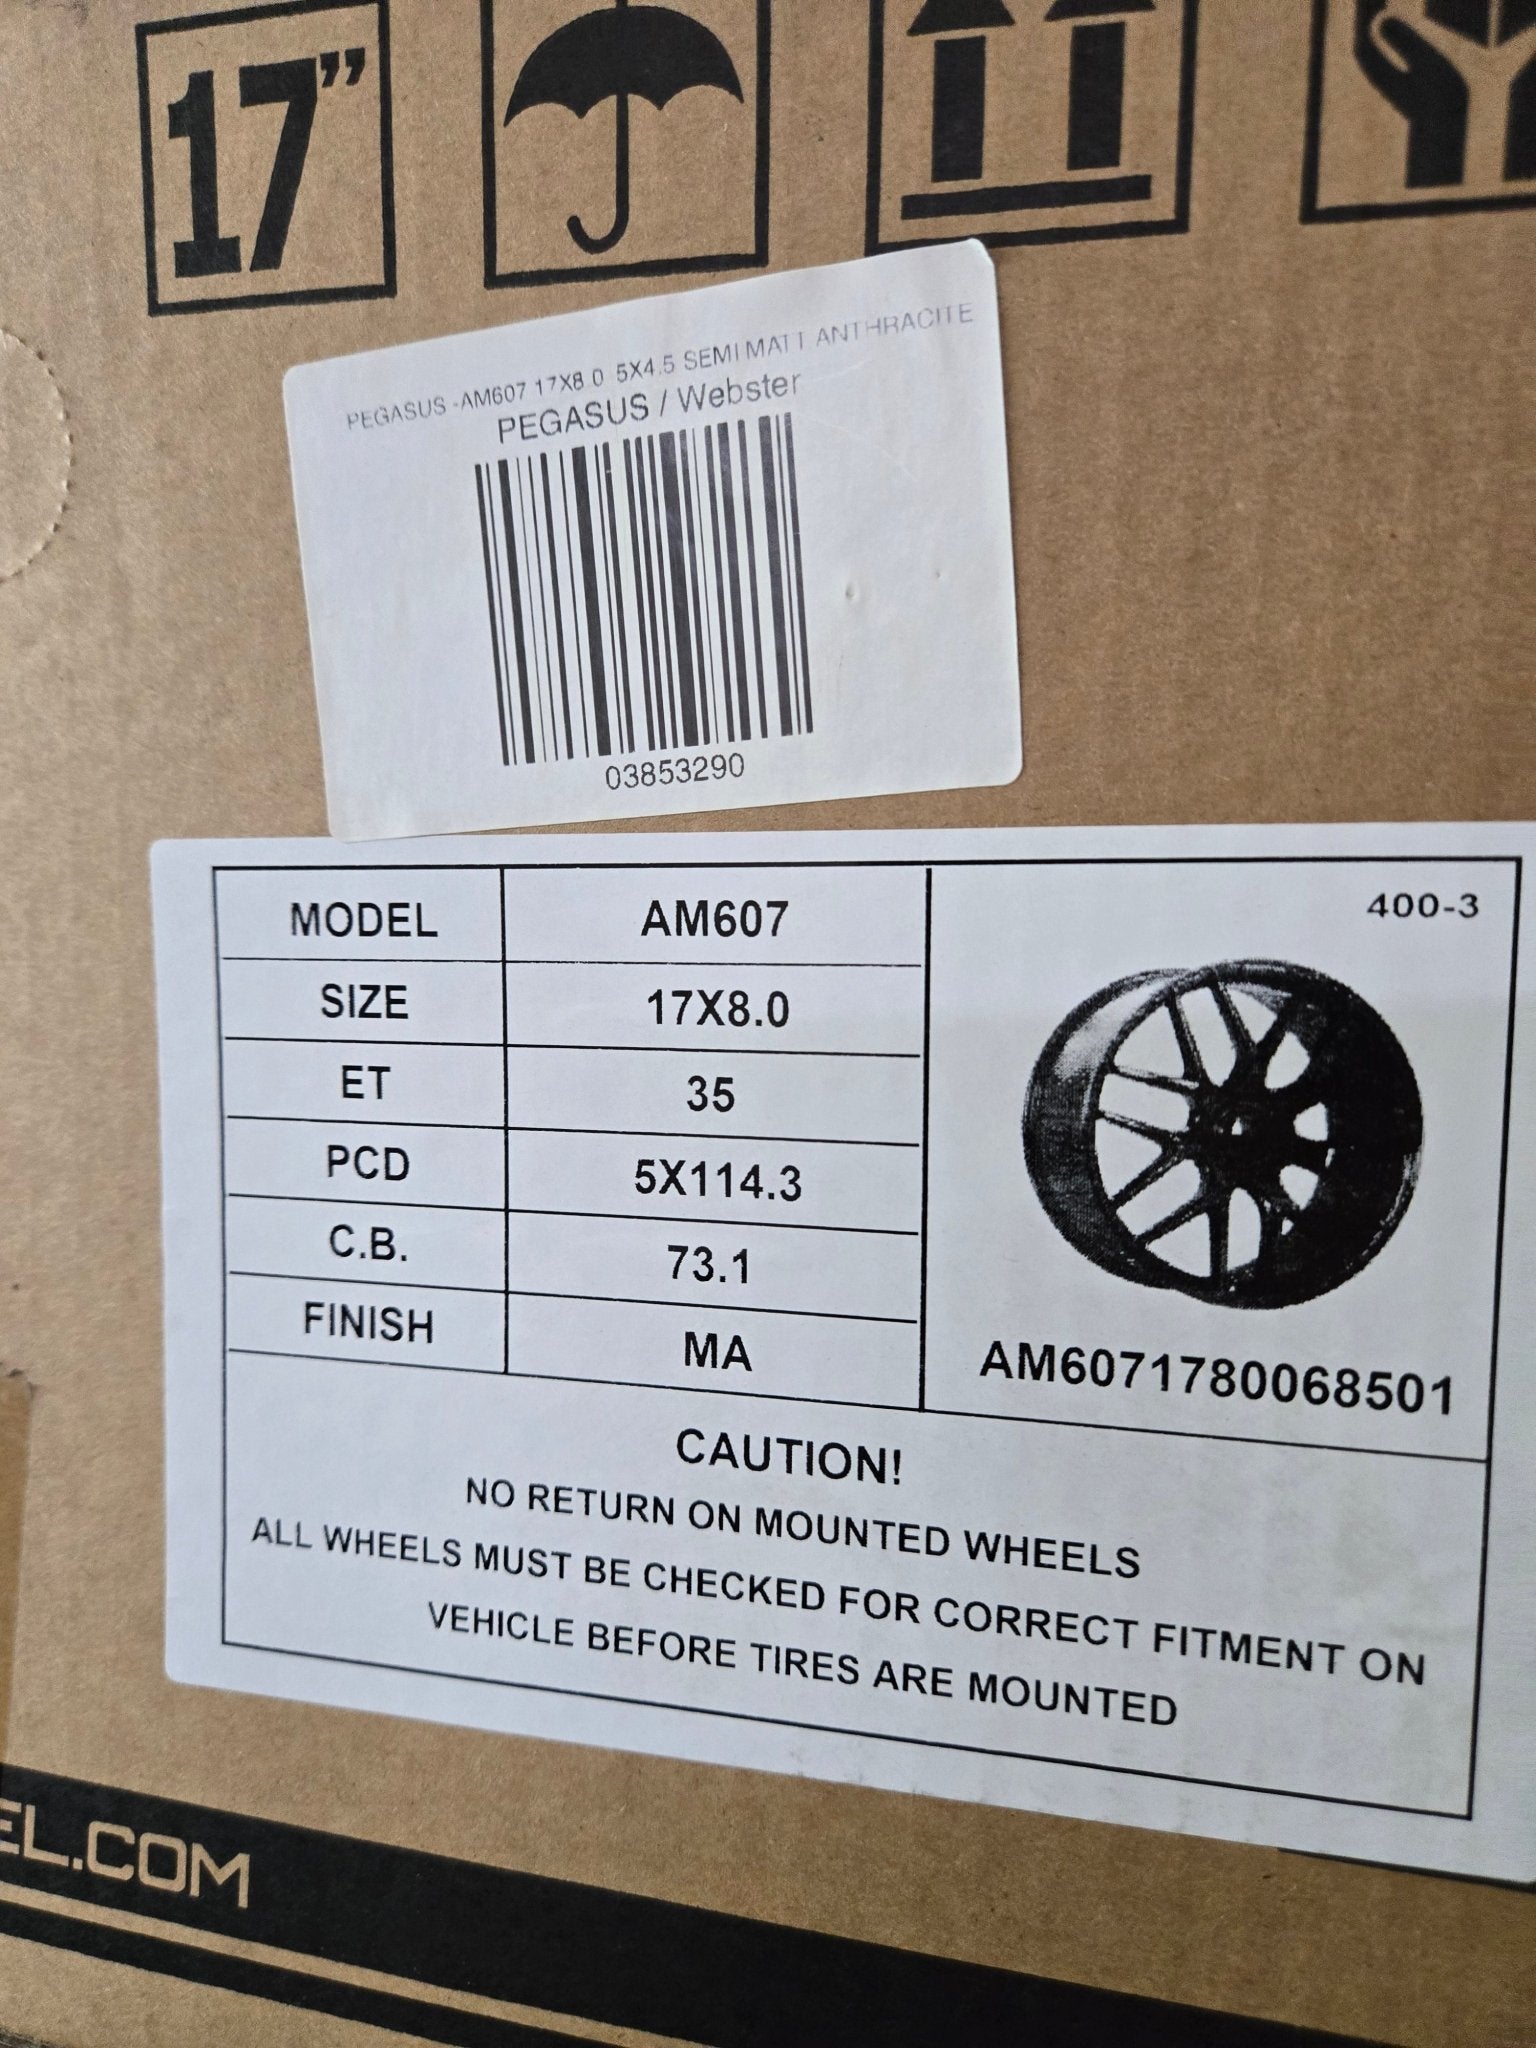 17"
PEGASUS -AM607 17X8.0 5X4.5 SEMI MATT ANTHRACITE
PEGASUS / Webster
03853290
MODEL AM607
SIZE 17X8.0
ET 35
PCD 5X114.3
C.B. 73.1
FINISH MA
400-3
AM6071780068501
CAUTION!
NO RETURN ON MOUNTED WHEELS
ALL WHEELS MUST BE CHECKED FOR CORRECT FITMENT ON
VEHICLE BEFORE TIRES ARE MOUNTED
EL.COM